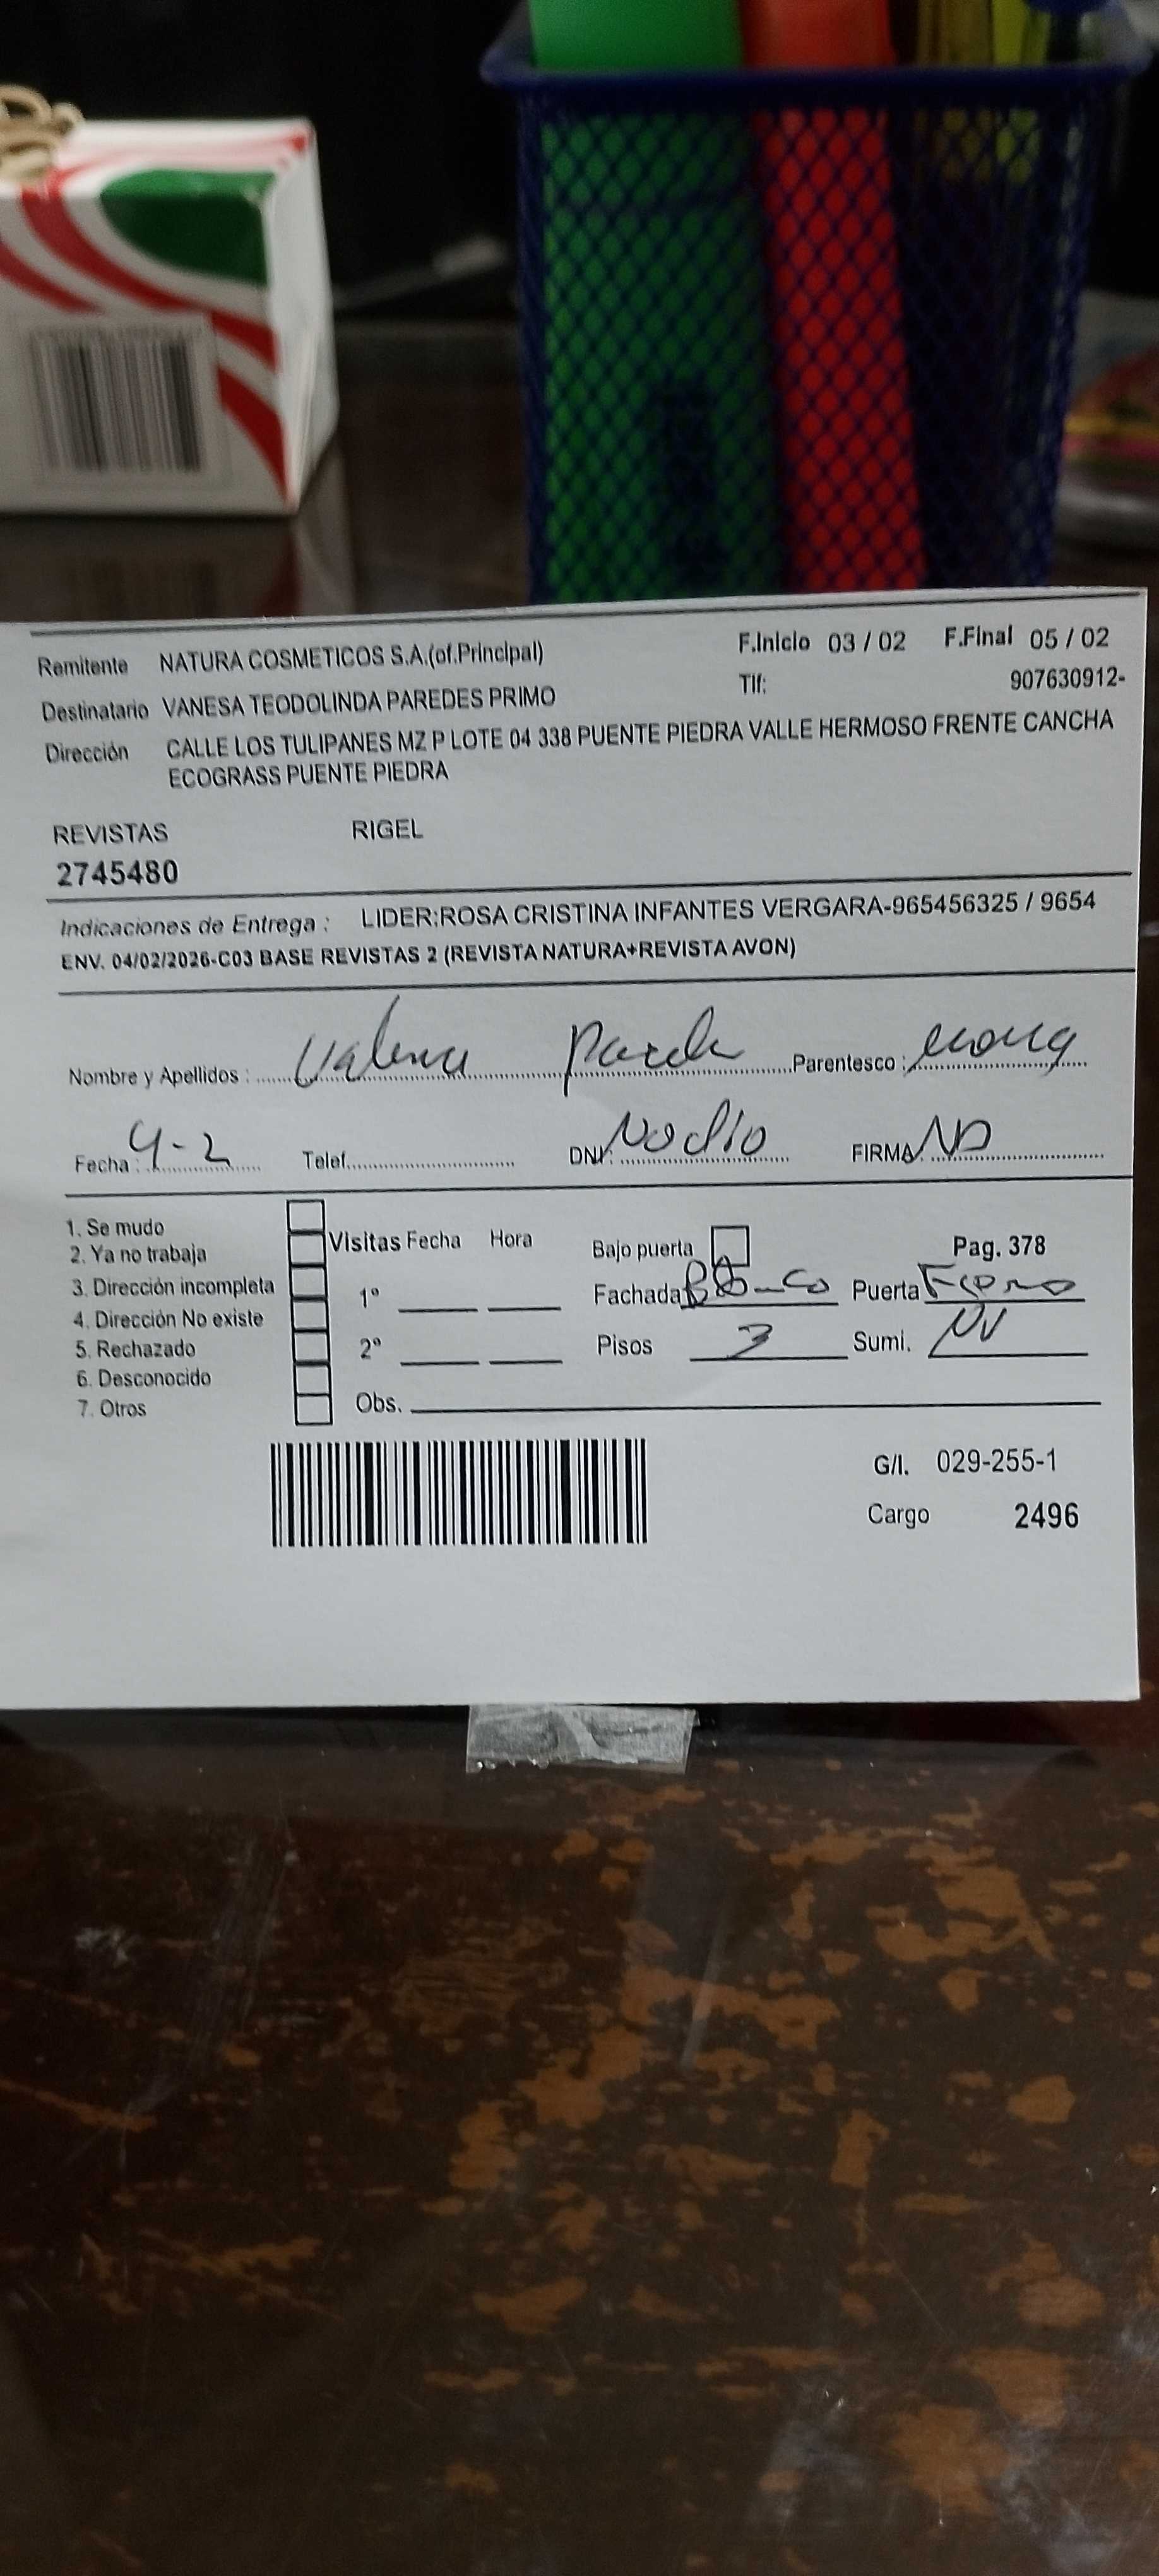 Remitente NATURA COSMETICOS S.A.(of.Principal) F.Inicio 03 / 02 F.Final 05 / 02
Destinatario VANESA TEODOLINDA PAREDES PRIMO Tlf: 907630912-
Dirección CALLE LOS TULIPANES MZ P LOTE 04 338 PUENTE PIEDRA VALLE HERMOSO FRENTE CANCHA
ECOGRASS PUENTE PIEDRA
REVISTAS RIGEL
2745480
Indicaciones de Entrega : LIDER:ROSA CRISTINA INFANTES VERGARA-965456325 / 9654
ENV. 04/02/2026-C03 BASE REVISTAS 2 (REVISTA NATURA+REVISTA AVON)
Nombre y Apellidos : Parentesco :
Fecha : 4-2 Telef. DNI: No dio FIRMA ND
1. Se mudo
2. Ya no trabaja Visitas Fecha Hora Bajo puerta Pag. 378
3. Dirección incompleta 1° Fachada Blanco Puerta Fierro
4. Dirección No existe
5. Rechazado 2° Pisos 3 Sumi. NV
6. Desconocido
7. Otros Obs.
G/I. 029-255-1
Cargo 2496